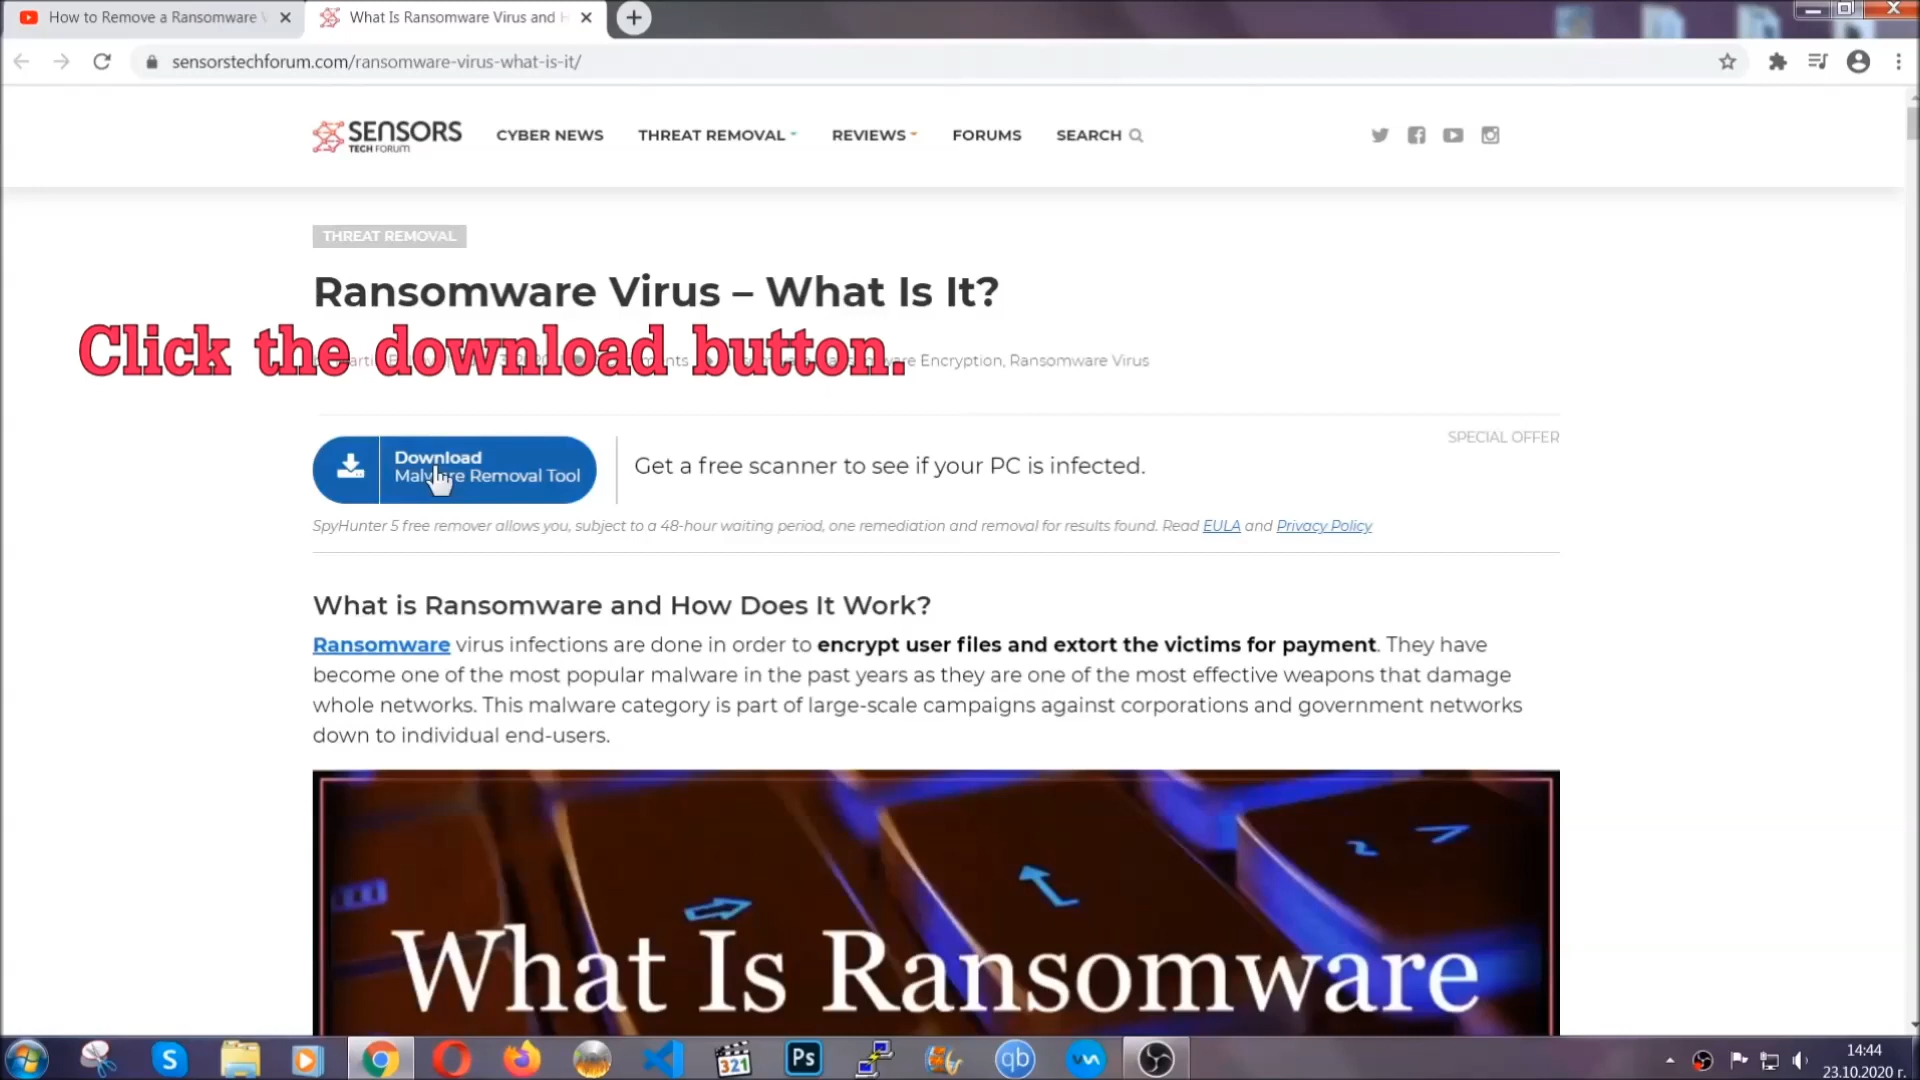 How to Remove a Ransomware
What Is Ransomware Virus and
sensorstechforum.com/ransomware-virus-what-is-it/
SENSORS
TECH FORUM
CYBER NEWS
THREAT REMOVAL
REVIEWS
FORUMS
SEARCH
THREAT REMOVAL
Ransomware Virus – What Is It?
Click the download button.
Encryption, Ransomware Virus
SPECIAL OFFER
Download
Malware Removal Tool
Get a free scanner to see if your PC is infected.
SpyHunter 5 free remover allows you, subject to a 48-hour waiting period, one remediation and removal for results found. Read EULA and Privacy Policy
What is Ransomware and How Does It Work?
Ransomware virus infections are done in order to encrypt user files and extort the victims for payment. They have
become one of the most popular malware in the past years as they are one of the most effective weapons that damage
whole networks. This malware category is part of large-scale campaigns against corporations and government networks
down to individual end-users.
What Is Ransomware
S
321
Ps
qb
14:44
23.10.2020 г.